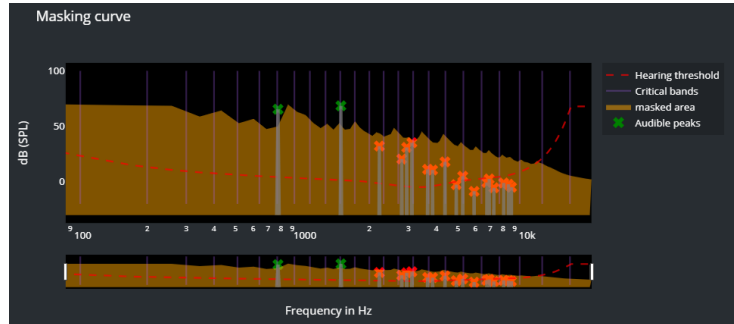 Masking curve
100
50
0
dB (SPL)
9 100 2 3 4 5 6 7 8 9 1000 2 3 4 5 6 7 8 9 10k
Frequency in Hz
Hearing threshold
Critical bands
masked area
Audible peaks